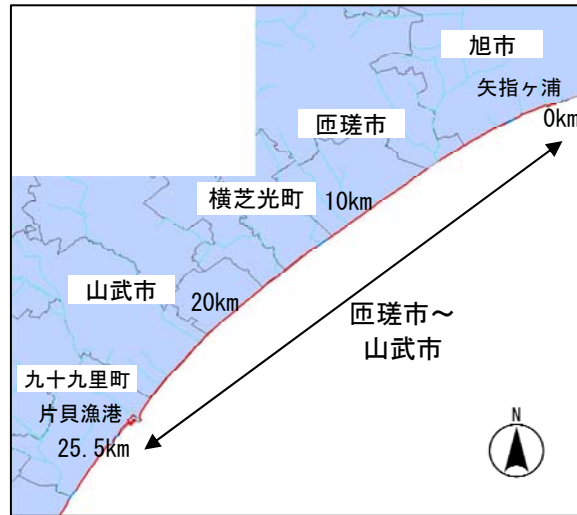 旭市
矢指ヶ浦
0km
匝瑳市
横芝光町
10km
山武市
20km
匝瑳市～
山武市
九十九里町
片貝漁港
25.5km
N